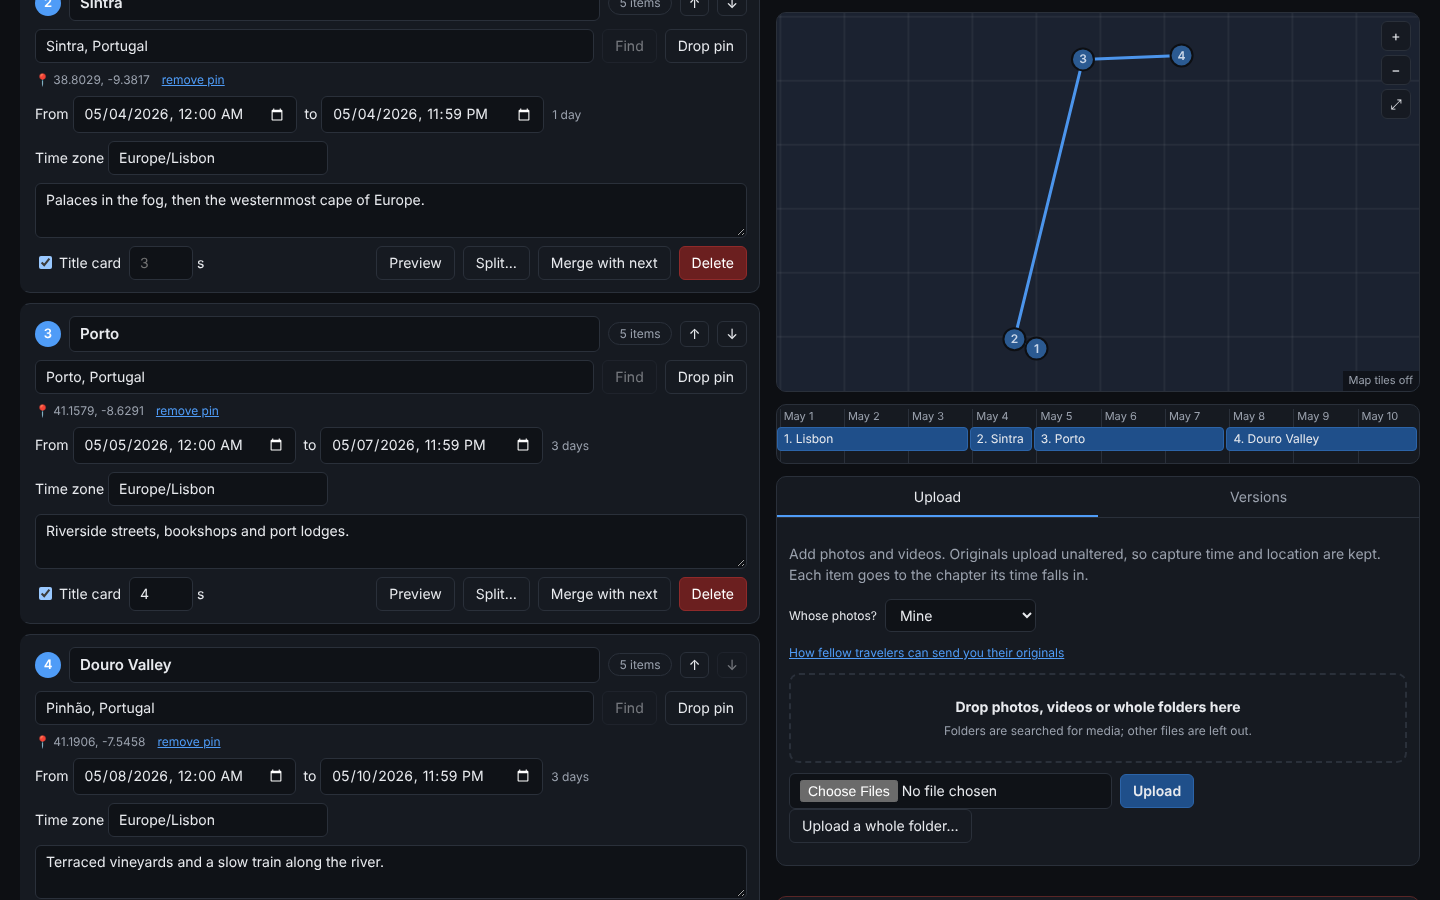 2 Sintra 5 items ↑ ↓
Sintra, Portugal Find Drop pin
38.8029, -9.3817 remove pin
From 05/04/2026, 12:00 AM to 05/04/2026, 11:59 PM 1 day
Time zone Europe/Lisbon
Palaces in the fog, then the westernmost cape of Europe.
Title card 3 s Preview Split... Merge with next Delete
3 Porto 5 items ↑ ↓
Porto, Portugal Find Drop pin
41.1579, -8.6291 remove pin
From 05/05/2026, 12:00 AM to 05/07/2026, 11:59 PM 3 days
Time zone Europe/Lisbon
Riverside streets, bookshops and port lodges.
Title card 4 s Preview Split... Merge with next Delete
4 Douro Valley 5 items ↑ ↓
Pinhão, Portugal Find Drop pin
41.1906, -7.5458 remove pin
From 05/08/2026, 12:00 AM to 05/10/2026, 11:59 PM 3 days
Time zone Europe/Lisbon
Terraced vineyards and a slow train along the river.
3 4 +
−
2 1
Map tiles off
May 1 May 2 May 3 May 4 May 5 May 6 May 7 May 8 May 9 May 10
1. Lisbon 2. Sintra 3. Porto 4. Douro Valley
Upload Versions
Add photos and videos. Originals upload unaltered, so capture time and location are kept.
Each item goes to the chapter its time falls in.
Whose photos? Mine
How fellow travelers can send you their originals
Drop photos, videos or whole folders here
Folders are searched for media; other files are left out.
Choose Files No file chosen Upload
Upload a whole folder...